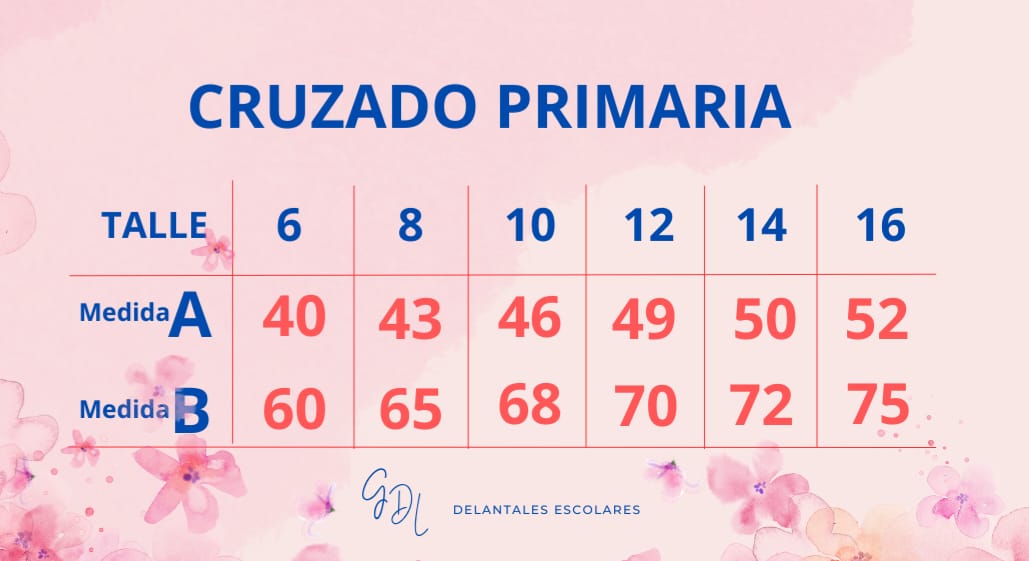 CRUZADO PRIMARIA
TALLE 6 8 10 12 14 16
Medida A 40 43 46 49 50 52
Medida B 60 65 68 70 72 75
GDL DELANTALES ESCOLARES